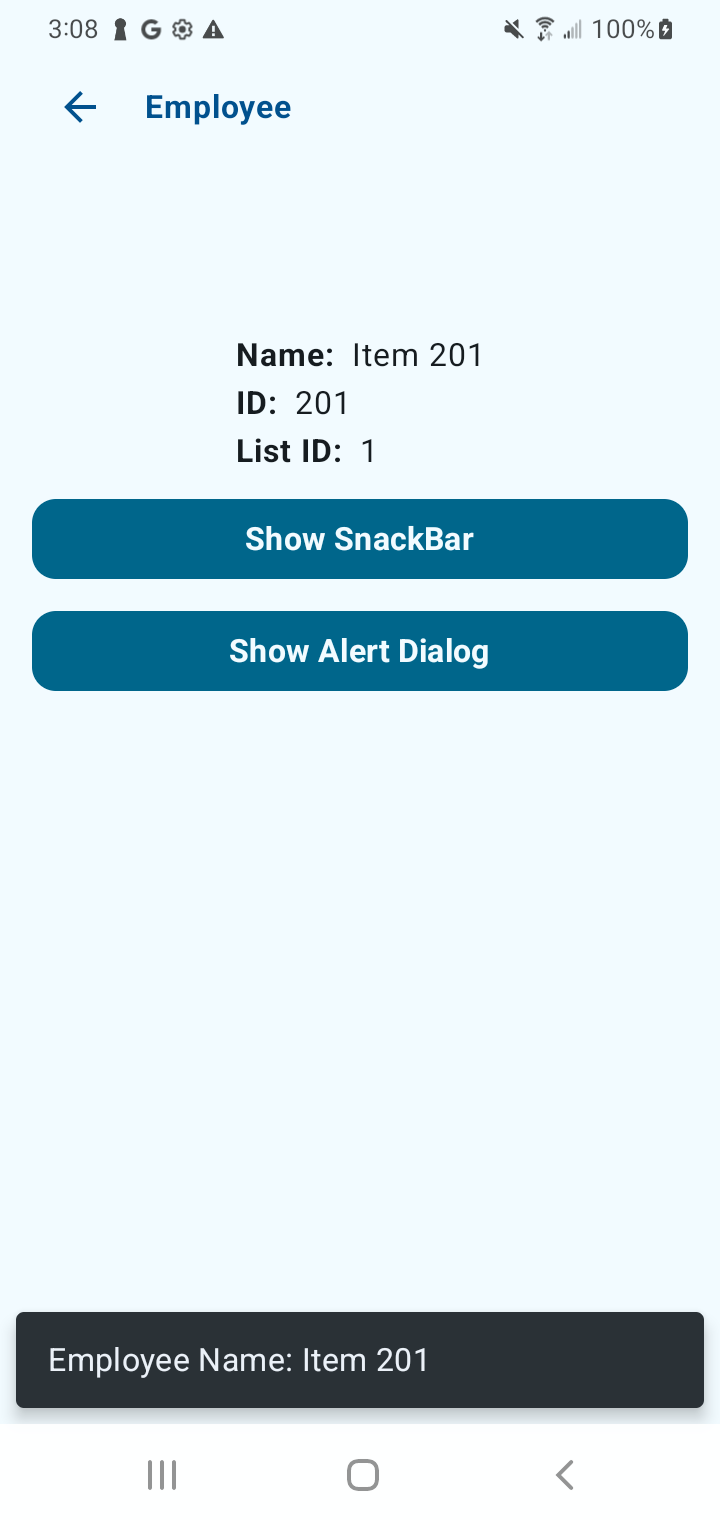 3:08 G 100%
Employee
Name: Item 201
ID: 201
List ID: 1
Show SnackBar
Show Alert Dialog
Employee Name: Item 201